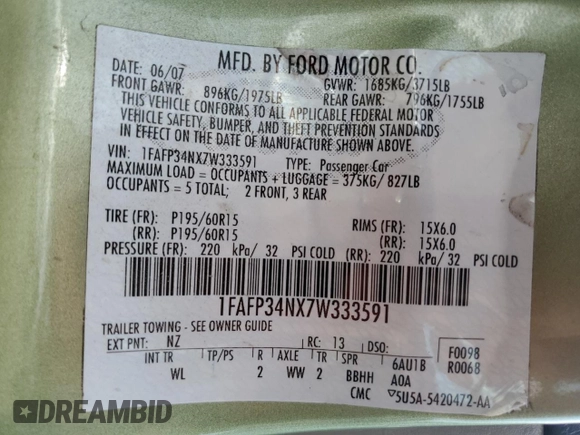 MFD. BY FORD MOTOR CO.
DATE: 06/07 GVWR: 1685KG/3715LB
FRONT GAWR: 896KG/1975LB REAR GAWR: 796KG/1755LB
THIS VEHICLE CONFORMS TO ALL APPLICABLE FEDERAL MOTOR
VEHICLE SAFETY, BUMPER, AND THEFT PREVENTION STANDARDS
IN EFFECT ON THE DATE OF MANUFACTURE SHOWN ABOVE.
VIN: 1FAFP34NX7W333591 TYPE: Passenger Car
MAXIMUM LOAD = OCCUPANTS + LUGGAGE = 375KG/ 827LB
OCCUPANTS = 5 TOTAL; 2 FRONT, 3 REAR
TIRE (FR): P195/60R15 RIMS (FR): 15X6.0
(RR): P195/60R15 (RR): 15X6.0
PRESSURE (FR): 220 kPa/ 32 PSI COLD (RR): 220 kPa/ 32 PSI COLD
1FAFP34NX7W333591
TRAILER TOWING - SEE OWNER GUIDE
EXT PNT: NZ RC: 13 DSO: F0098
INT TR TP/PS R AXLE TR SPR 6AU1B R0068
WL 2 WW 2 BBHH AOA
CMC ▽5U5A-5420472-AA
DREAMBID